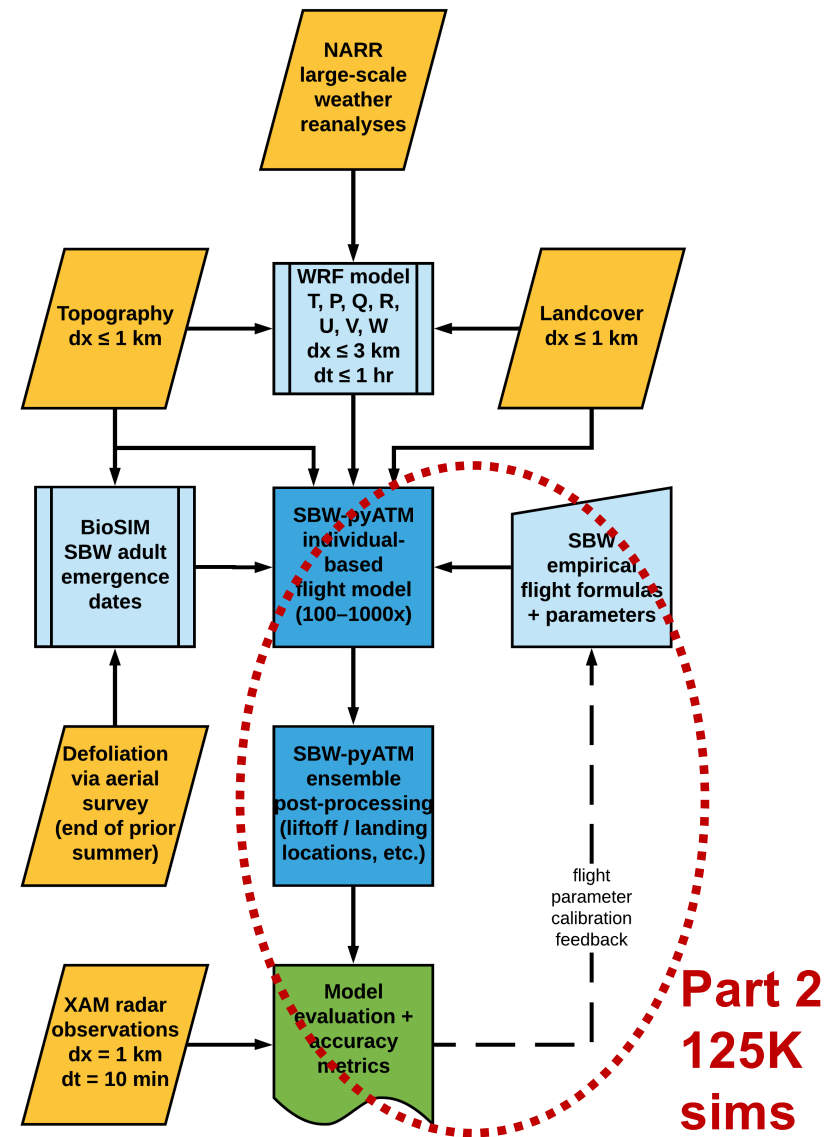 NARR
large-scale
weather
reanalyses
Topography
dx ≤ 1 km
WRF model
T, P, Q, R,
U, V, W
dx ≤ 3 km
dt ≤ 1 hr
Landcover
dx ≤ 1 km
BioSIM
SBW adult
emergence
dates
SBW-pyATM
individual-
based
flight model
(100–1000x)
SBW
empirical
flight formulas
+ parameters
Defoliation
via aerial
survey
(end of prior
summer)
SBW-pyATM
ensemble
post-processing
(liftoff / landing
locations, etc.)
flight
parameter
calibration
feedback
XAM radar
observations
dx = 1 km
dt = 10 min
Model
evaluation +
accuracy
metrics
Part 2
125K
sims